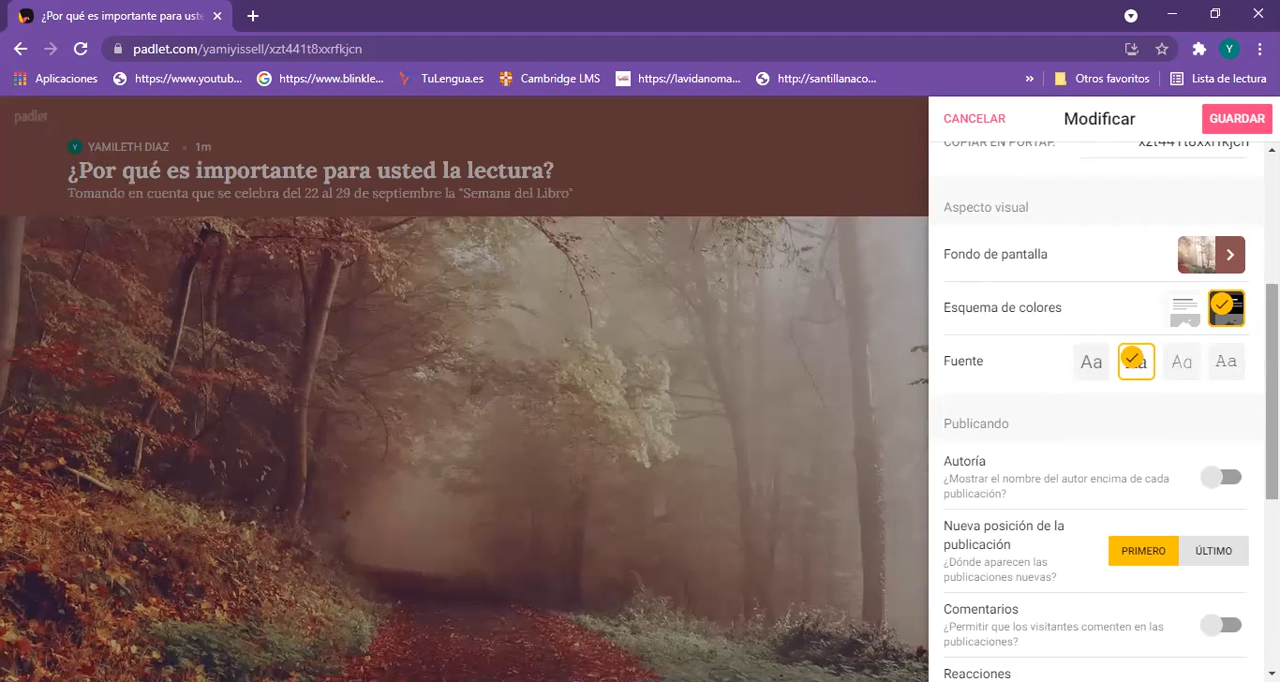 ¿Por qué es importante para uste
padlet.com/yamiyissell/xzt441t8xxrfkjcn
Y
Aplicaciones
https://www.youtub...
https://www.blinkle...
TuLengua.es
Cambridge LMS
https://lavidanoma...
http://santillanaco...
»
Otros favoritos
Lista de lectura
padlet
Y YAMILETH DIAZ • 1m
¿Por qué es importante para usted la lectura?
Tomando en cuenta que se celebra del 22 al 29 de septiembre la "Semana del Libro"
CANCELAR
Modificar
GUARDAR
COPIAR EN PORTAP.
xzt441t8xxrfkjcn
Aspecto visual
Fondo de pantalla
Esquema de colores
Fuente
Aa
Aa
Aa
Publicando
Autoría
¿Mostrar el nombre del autor encima de cada
publicación?
Nueva posición de la
publicación
PRIMERO
ÚLTIMO
¿Dónde aparecen las
publicaciones nuevas?
Comentarios
¿Permitir que los visitantes comenten en las
publicaciones?
Reacciones